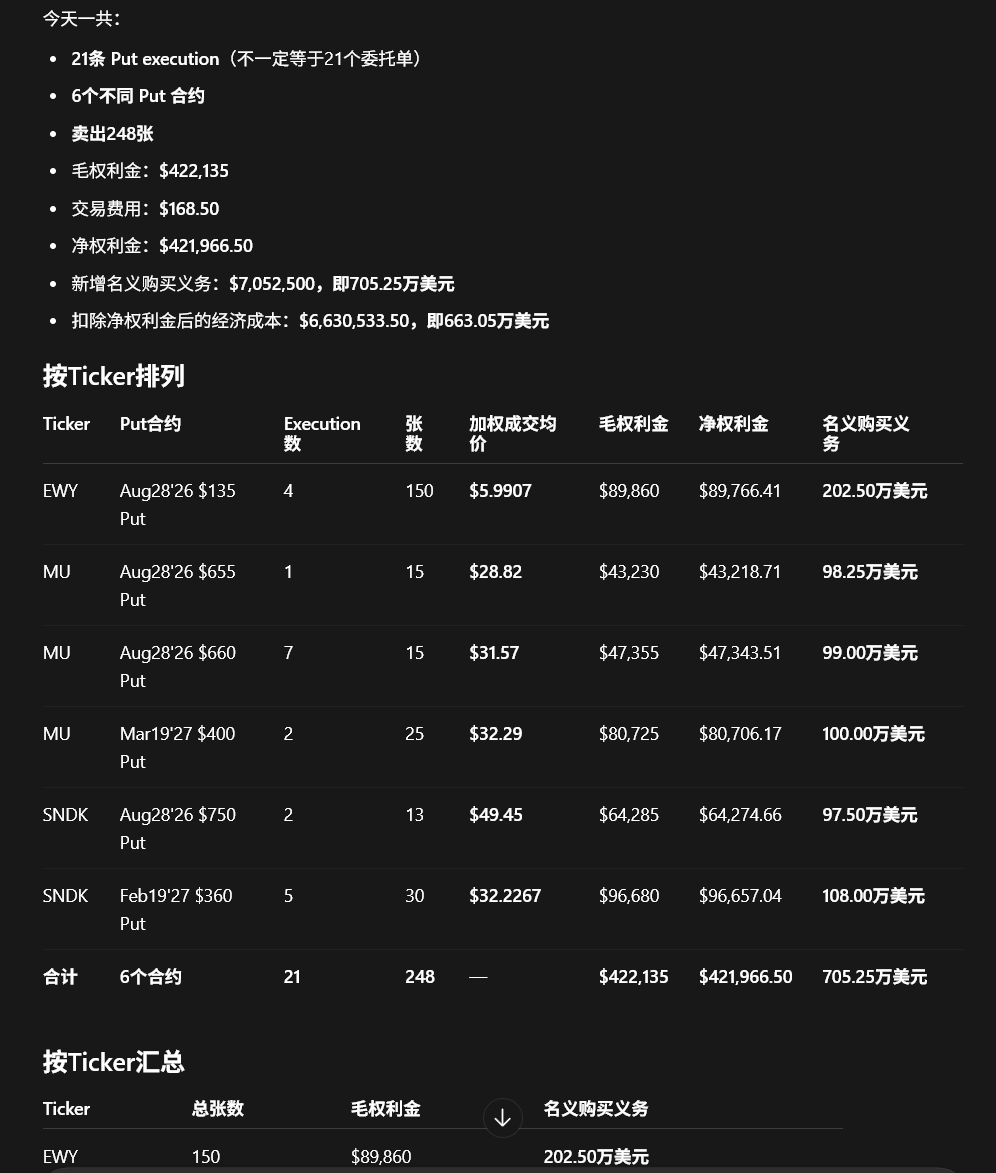 今天一共：
21条 Put execution（不一定等于21个委托单）
6个不同 Put 合约
卖出248张
毛权利金：$422,135
交易费用：$168.50
净权利金：$421,966.50
新增名义购买义务：$7,052,500，即705.25万美元
扣除净权利金后的经济成本：$6,630,533.50，即663.05万美元
按Ticker排列
Ticker Put合约 Execution数 张数 加权成交均价 毛权利金 净权利金 名义购买义务
EWY Aug28'26 $135 Put 4 150 $5.9907 $89,860 $89,766.41 202.50万美元
MU Aug28'26 $655 Put 1 15 $28.82 $43,230 $43,218.71 98.25万美元
MU Aug28'26 $660 Put 7 15 $31.57 $47,355 $47,343.51 99.00万美元
MU Mar19'27 $400 Put 2 25 $32.29 $80,725 $80,706.17 100.00万美元
SNDK Aug28'26 $750 Put 2 13 $49.45 $64,285 $64,274.66 97.50万美元
SNDK Feb19'27 $360 Put 5 30 $32.2267 $96,680 $96,657.04 108.00万美元
合计 6个合约 21 248 — $422,135 $421,966.50 705.25万美元
按Ticker汇总
Ticker 总张数 毛权利金 名义购买义务
EWY 150 $89,860 202.50万美元